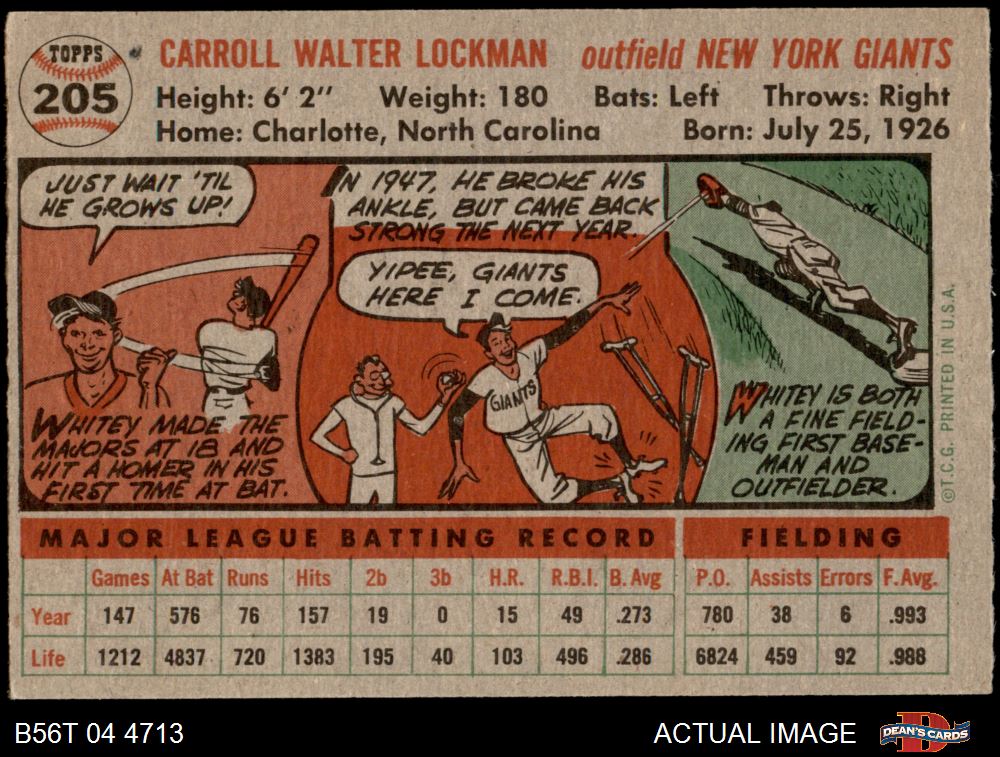 TOPPS
205
CARROLL WALTER LOCKMAN outfield NEW YORK GIANTS
Height: 6' 2" Weight: 180 Bats: Left Throws: Right
Home: Charlotte, North Carolina Born: July 25, 1926
JUST WAIT 'TIL
HE GROWS UP!
WHITEY MADE THE
MAJORS AT 18 AND
HIT A HOMER IN HIS
FIRST TIME AT BAT.
IN 1947, HE BROKE HIS
ANKLE, BUT CAME BACK
STRONG THE NEXT YEAR.
YIPEE, GIANTS
HERE I COME.
GIANTS
WHITEY IS BOTH
A FINE FIELD-
ING FIRST BASE-
MAN AND
OUTFIELDER.
©T.C.G. PRINTED IN U.S.A.
MAJOR LEAGUE BATTING RECORD FIELDING
Games At Bat Runs Hits 2b 3b H.R. R.B.I. B. Avg P.O. Assists Errors F.Avg.
Year 147 576 76 157 19 0 15 49 .273 780 38 6 .993
Life 1212 4837 720 1383 195 40 103 496 .286 6824 459 92 .988
B56T 04 4713 ACTUAL IMAGE DEAN'S CARDS